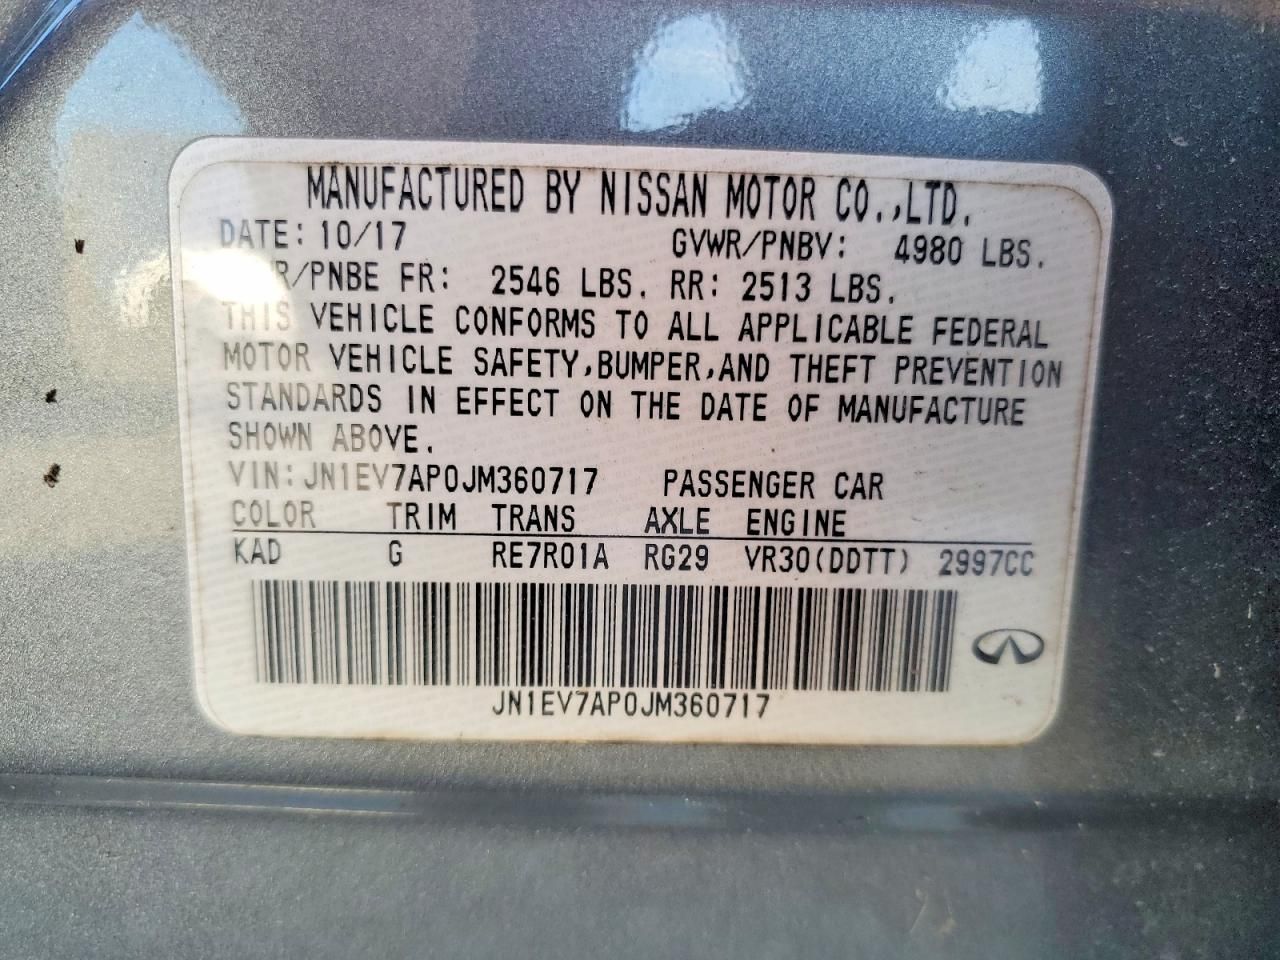 MANUFACTURED BY NISSAN MOTOR CO.,LTD.
DATE: 10/17 GVWR/PNBV: 4980 LBS.
R/PNBE FR: 2546 LBS. RR: 2513 LBS.
THIS VEHICLE CONFORMS TO ALL APPLICABLE FEDERAL
MOTOR VEHICLE SAFETY,BUMPER,AND THEFT PREVENTION
STANDARDS IN EFFECT ON THE DATE OF MANUFACTURE
SHOWN ABOVE.
VIN:JN1EV7AP0JM360717 PASSENGER CAR
COLOR TRIM TRANS AXLE ENGINE
KAD G RE7R01A RG29 VR30(DDTT) 2997CC
JN1EV7AP0JM360717